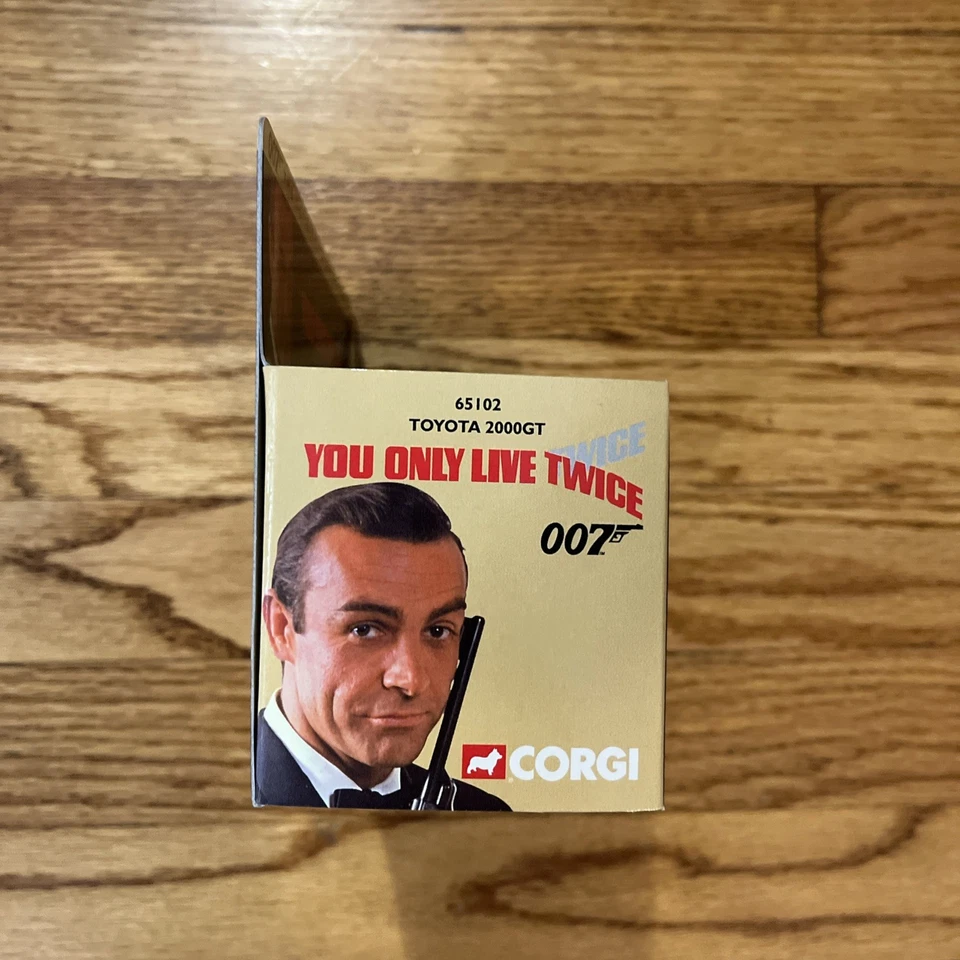 65102
TOYOTA 2000GT
YOU ONLY LIVE TWICE TWICE
007
CORGI